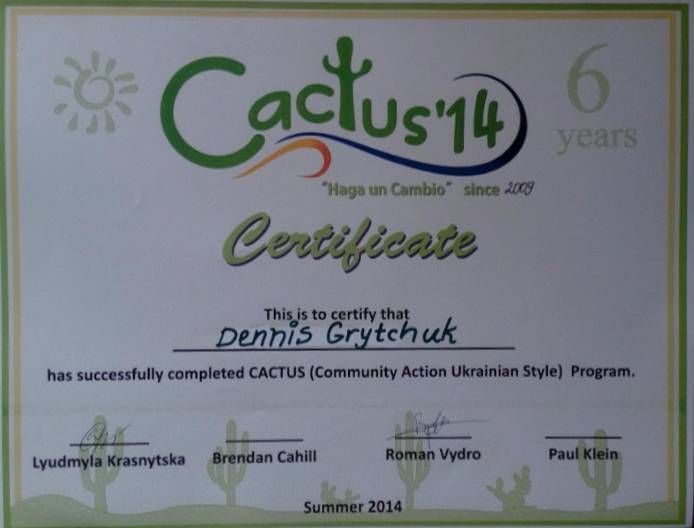 Cactus'14
6
years
"Haga un Cambio" since 2009
Certificate
This is to certify that
Dennis Grytchuk
has successfully completed CACTUS (Community Action Ukrainian Style) Program.
Lyudmyla Krasnytska Brendan Cahill Roman Vydro Paul Klein
Summer 2014